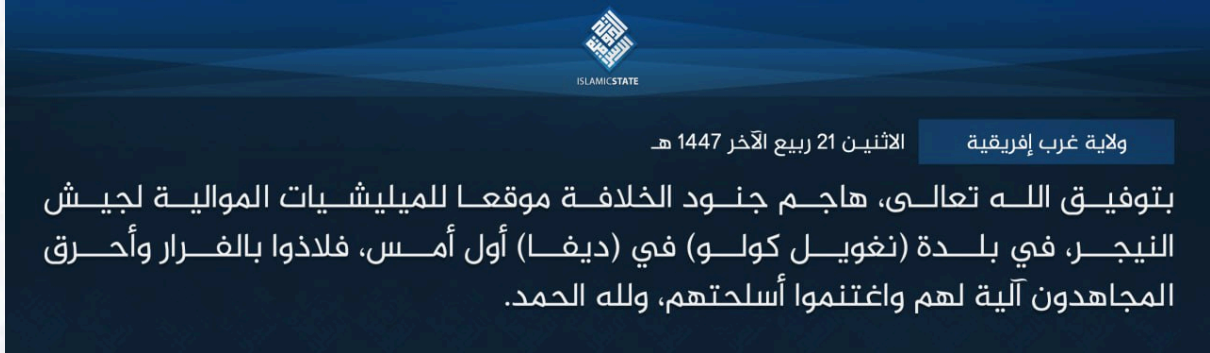 ISLAMICSTATE
ولاية غرب إفريقية
الاثنين 21 ربيع الآخر 1447 هـ
بتوفيق الله تعالى، هاجم جنود الخلافة موقعا للميليشيات الموالية لجيش
النيجر، في بلدة (نغويل كولو) في (ديفا) أول أمس، فلاذوا بالفرار وأحرق
المجاهدون آلية لهم واغتنموا أسلحتهم، ولله الحمد.